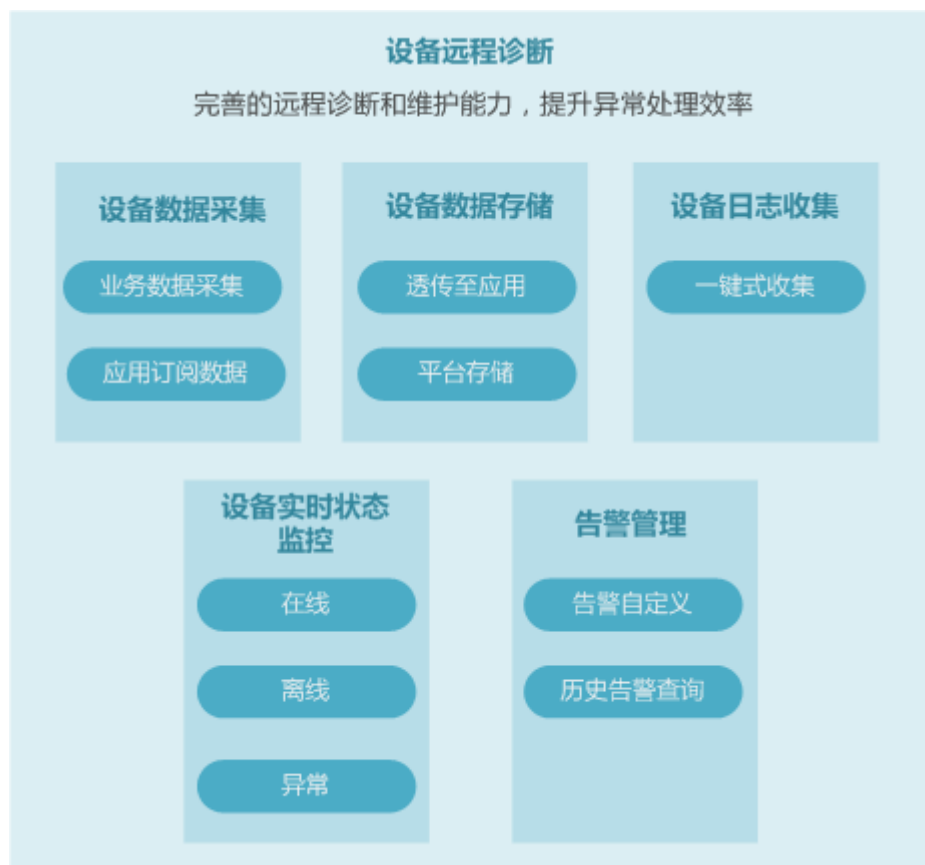 设备远程诊断
完善的远程诊断和维护能力，提升异常处理效率
设备数据采集
业务数据采集
应用订阅数据
设备数据存储
透传至应用
平台存储
设备日志收集
一键式收集
设备实时状态
监控
在线
离线
异常
告警管理
告警自定义
历史告警查询